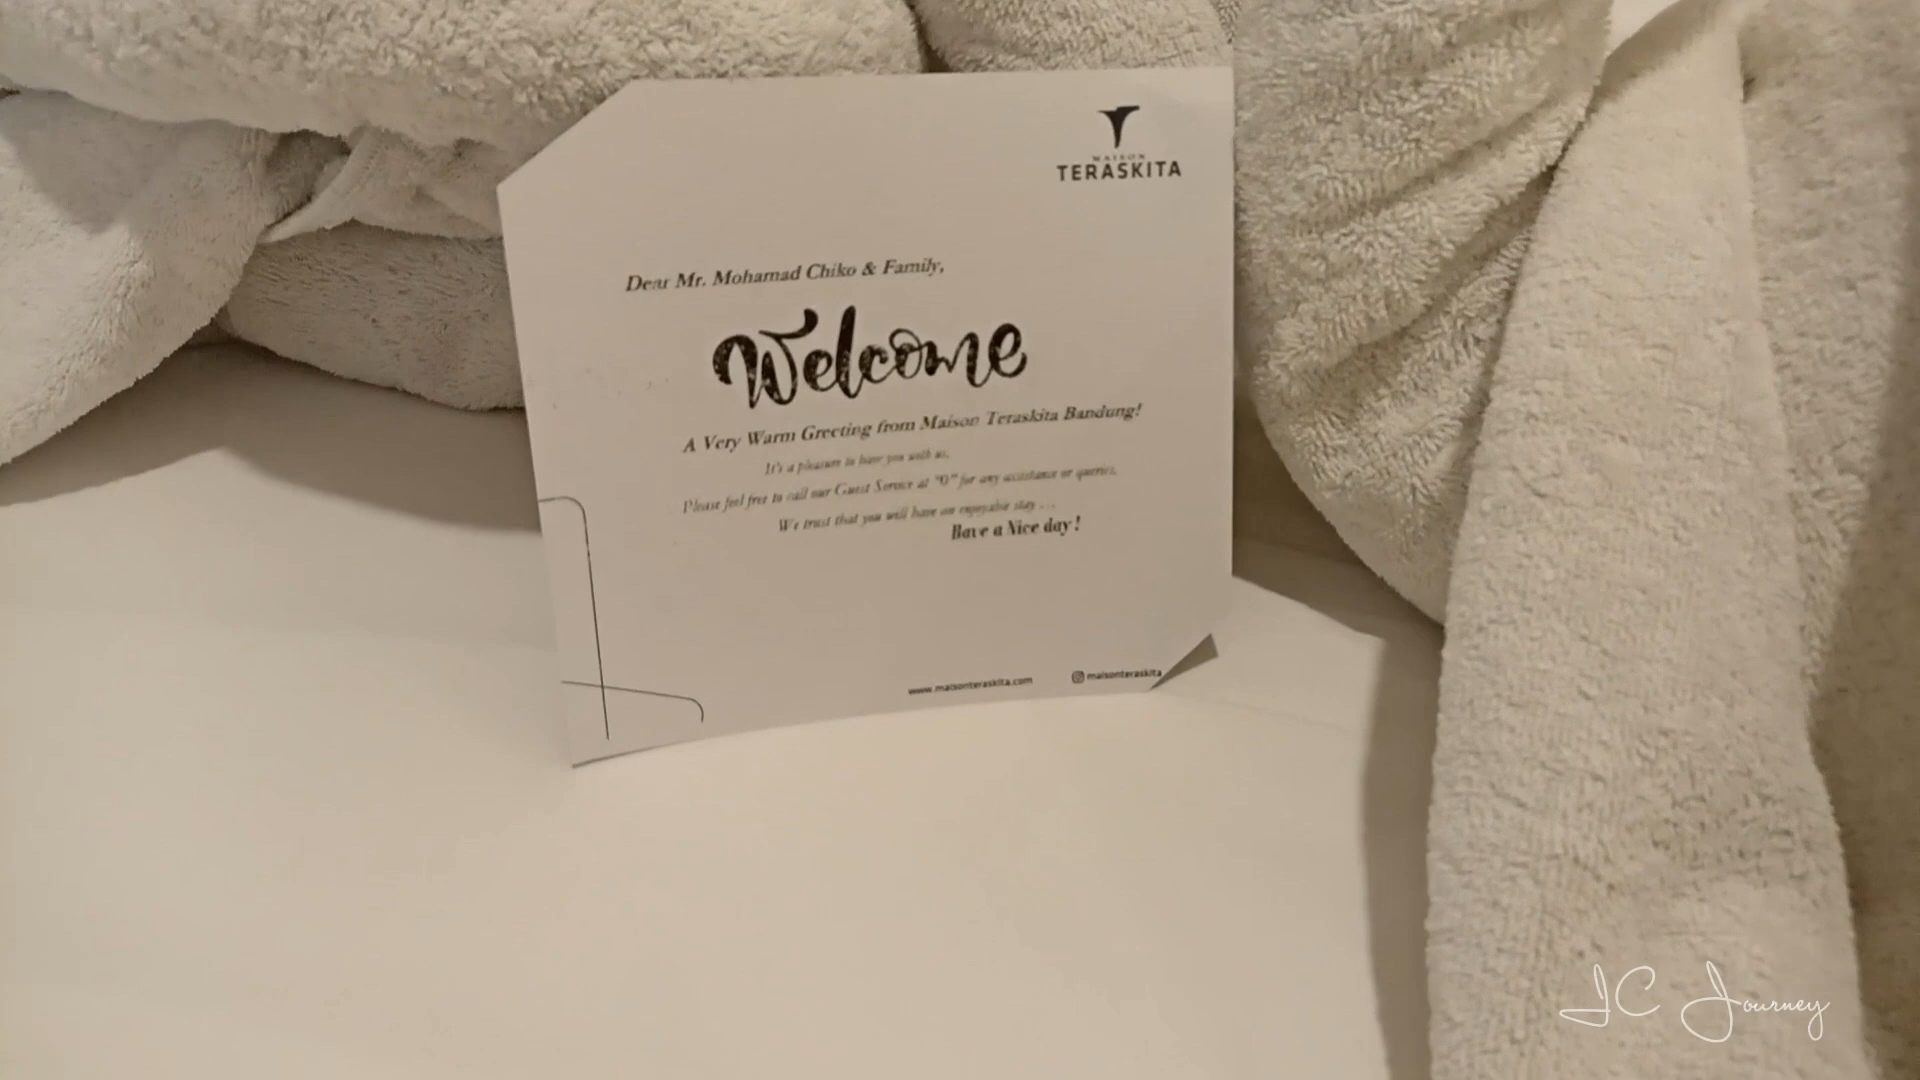 MAISON
TERASKITA
Dear Mr. Mohamad Chiko & Family,
Welcome
A Very Warm Greeting from Maison Teraskita Bandung!
It's a pleasure to have you with us,
Please feel free to call our Guest Service at "0" for any assistance or queries.
We trust that you will have an enjoyable stay . . .
Have a Nice day!
www.maisonteraskita.com
maisonteraskita
JC Journey